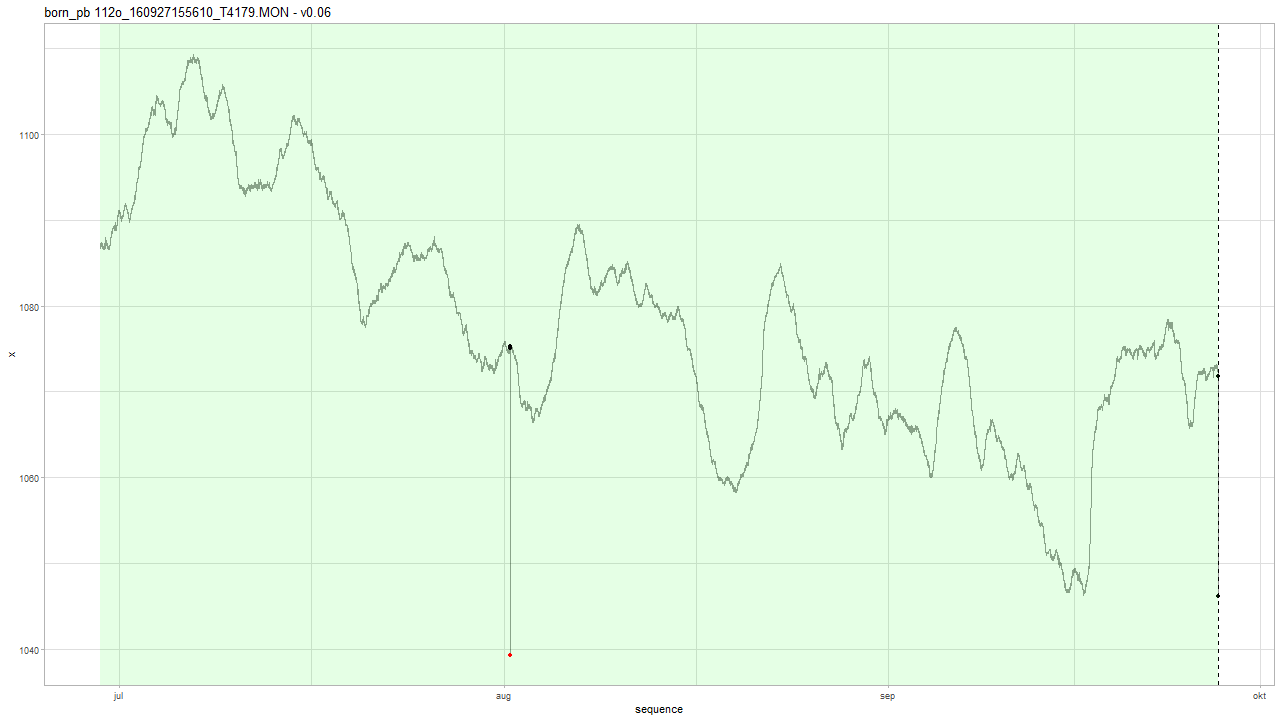 born_pb 112o_160927155610_T4179.MON - v0.06
1100
1080
1060
1040
x
jul
aug
sep
okt
sequence